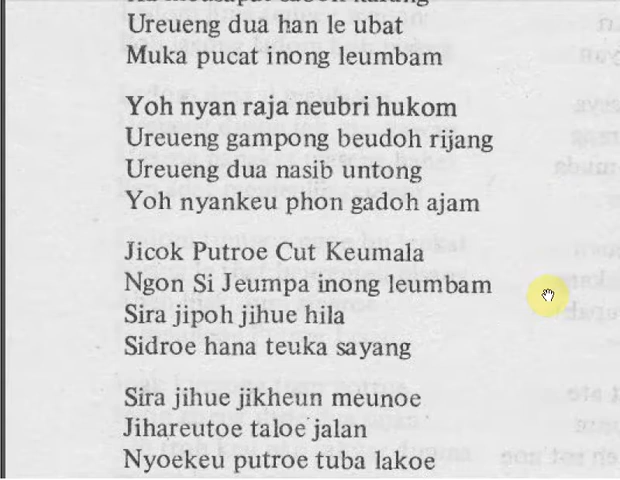 Ureueng dua han le ubat
Muka pucat inong leumbam
Yoh nyan raja neubri hukom
Ureueng gampong beudoh rijang
Ureueng dua nasib untong
Yoh nyankeu phon gadoh ajam
Jicok Putroe Cut Keumala
Ngon Si Jeumpa inong leumbam
Sira jipoh jihue hila
Sidroe hana teuka sayang
Sira jihue jikheun meunoe
Jihareutoe taloe jalan
Nyoekeu putroe tuba lakoe